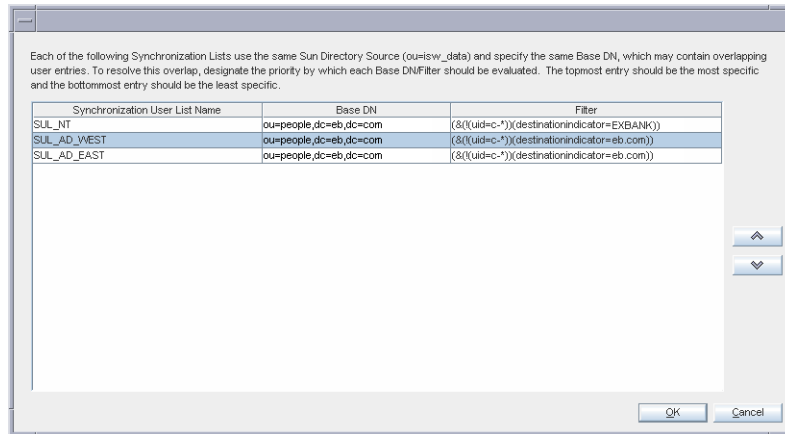 Each of the following Synchronization Lists use the same Sun Directory Source (ou=isw_data) and specify the same Base DN, which may contain overlapping
user entries. To resolve this overlap, designate the priority by which each Base DN/Filter should be evaluated. The topmost entry should be the most specific
and the bottommost entry should be the least specific.
Synchronization User List Name Base DN Filter
SUL_NT ou=people,dc=eb,dc=com (&(!(uid=c-*))(destinationindicator=EXBANK))
SUL_AD_WEST ou=people,dc=eb,dc=com (&(!(uid=c-*))(destinationindicator=eb.com))
SUL_AD_EAST ou=people,dc=eb,dc=com (&(!(uid=c-*))(destinationindicator=eb.com))
OK Cancel